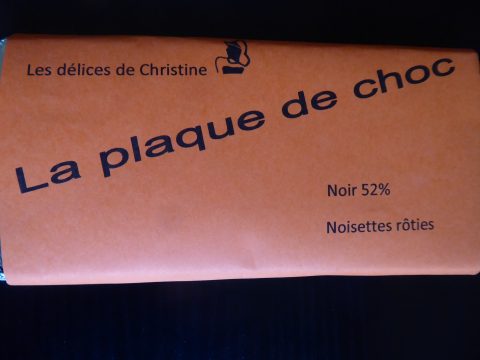 Les délices de Christine
La plaque de choc
Noir 52%
Noisettes rôties